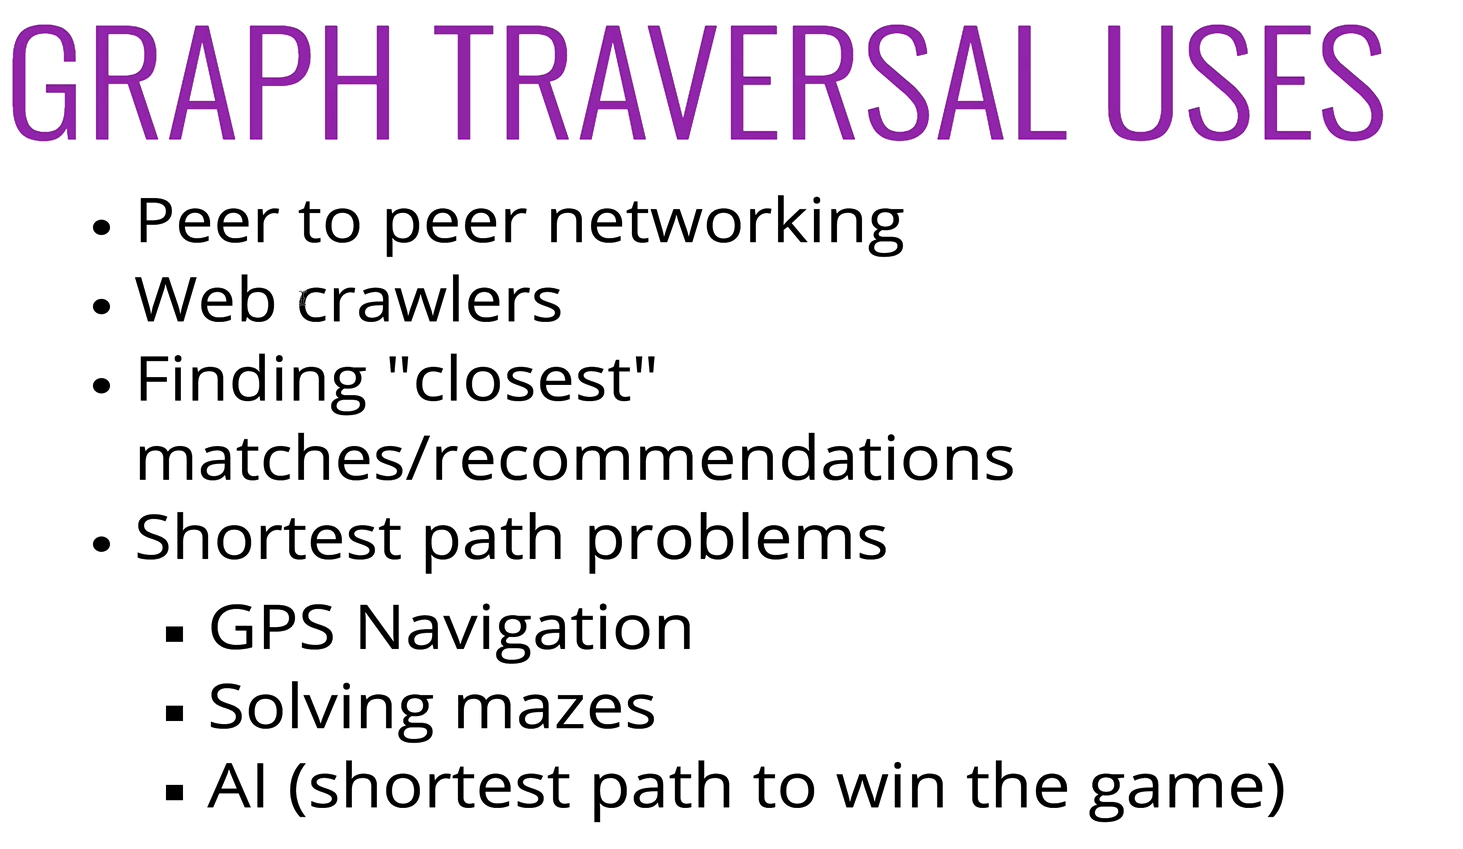 GRAPH TRAVERSAL USES
• Peer to peer networking
• Web crawlers
• Finding "closest"
matches/recommendations
• Shortest path problems
▪ GPS Navigation
▪ Solving mazes
▪ AI (shortest path to win the game)